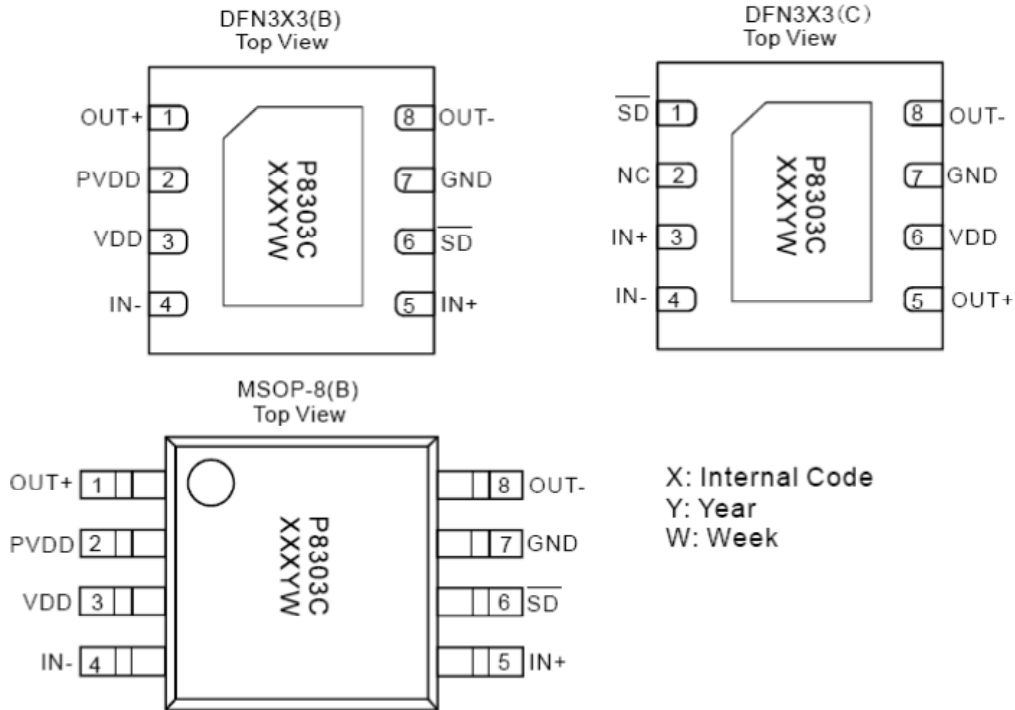 DFN3X3(B)
Top View
OUT+ 1
PVDD 2
VDD 3
IN- 4
P8303C
XXXYW
8 OUT-
7 GND
6 S̅D̅
5 IN+
DFN3X3(C)
Top View
S̅D̅ 1
NC 2
IN+ 3
IN- 4
P8303C
XXXYW
8 OUT-
7 GND
6 VDD
5 OUT+
MSOP-8(B)
Top View
OUT+ 1
PVDD 2
VDD 3
IN- 4
P8303C
XXXYW
8 OUT-
7 GND
6 S̅D̅
5 IN+
X: Internal Code
Y: Year
W: Week